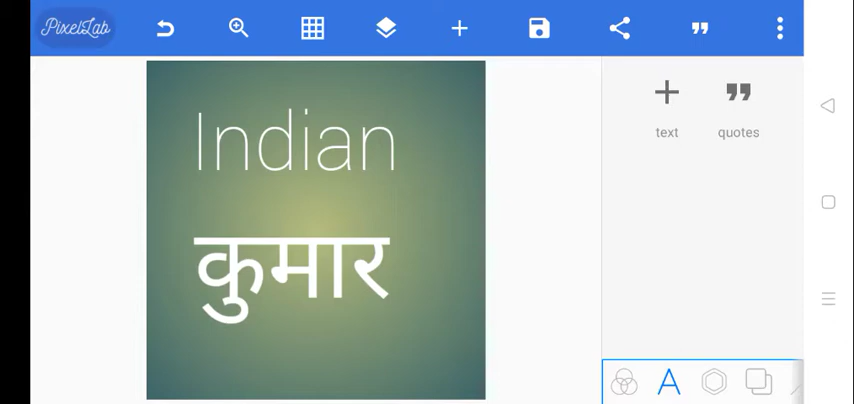 PixelLab
Indian
कुमार
text
quotes